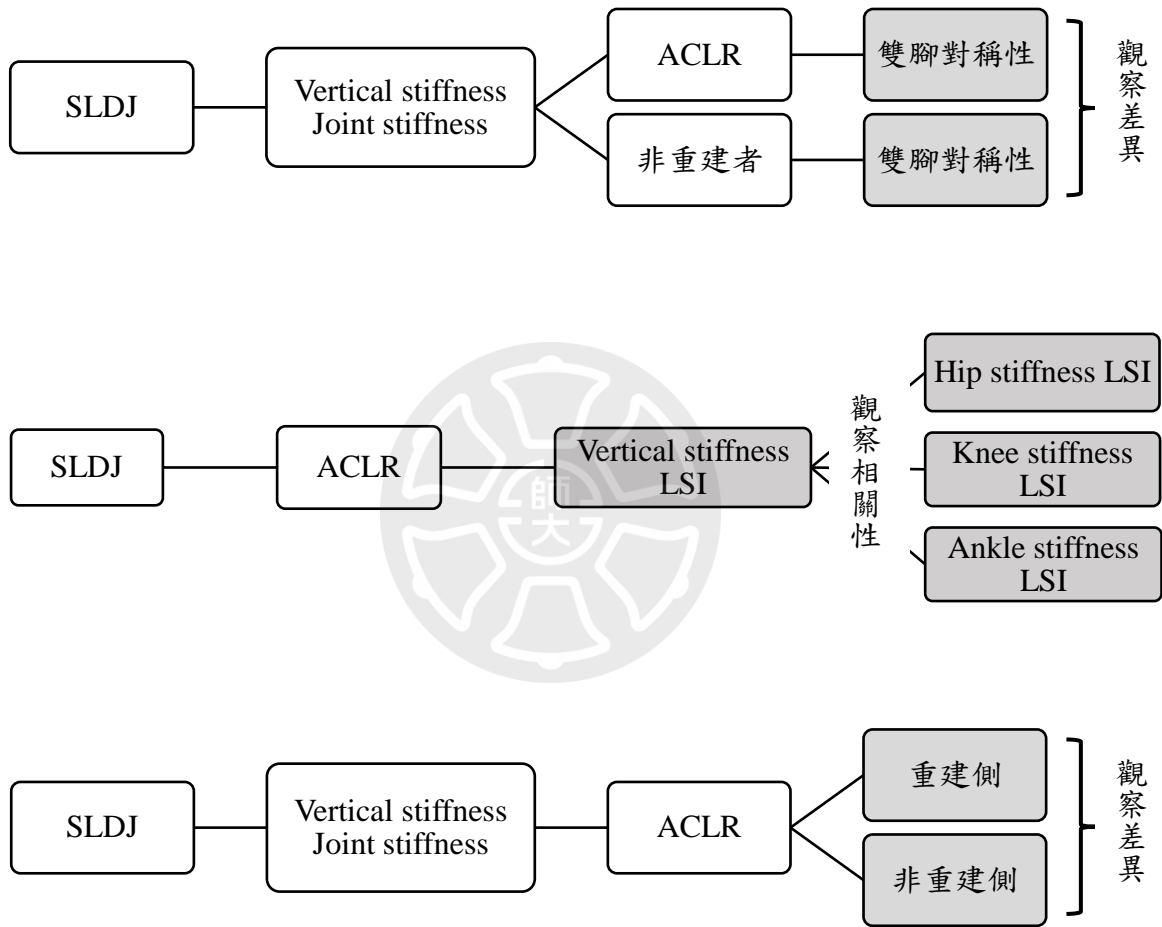 SLDJ
Vertical stiffness
Joint stiffness
ACLR
雙腳對稱性
非重建者
雙腳對稱性
觀察差異
SLDJ
ACLR
Vertical stiffness
LSI
觀察相關性
Hip stiffness LSI
Knee stiffness
LSI
Ankle stiffness
LSI
師大
SLDJ
Vertical stiffness
Joint stiffness
ACLR
重建側
非重建側
觀察差異